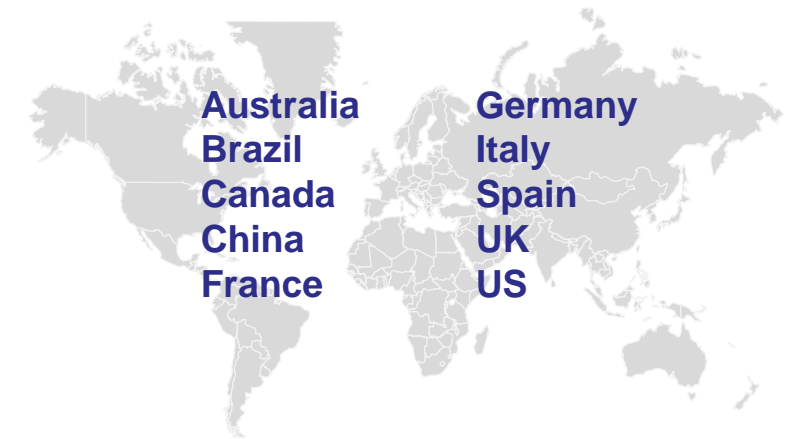 Australia
Brazil
Canada
China
France
Germany
Italy
Spain
UK
US